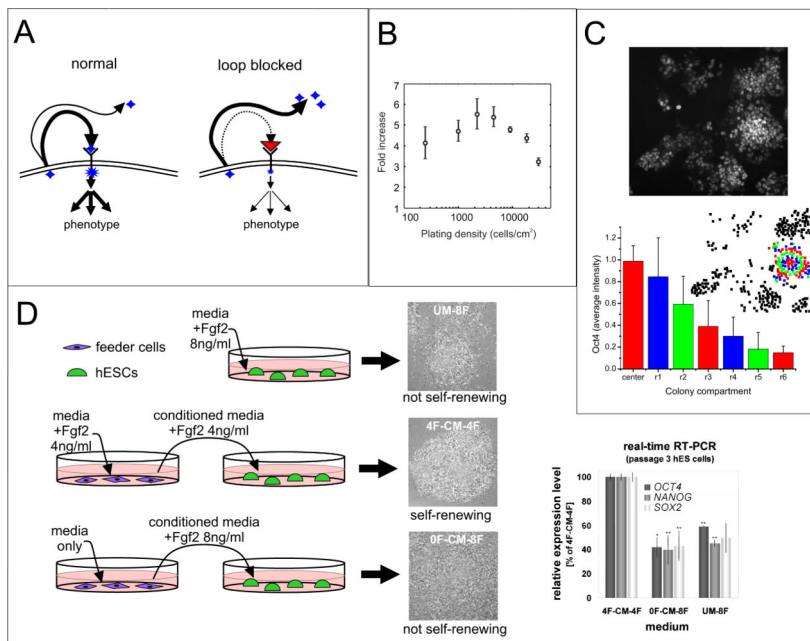 A
normal
loop blocked
phenotype
phenotype
B
Fold increase
7
6
5
4
3
2
1
100
1000
10000
Plating density (cells/cm²)
C
Oct4 (average intensity)
1.2
1.0
0.8
0.6
0.4
0.2
0.0
center
r1
r2
r3
r4
r5
r6
Colony compartment
D
feeder cells
hESCs
media
+Fgf2
8ng/ml
UM-8F
not self-renewing
media
+Fgf2
4ng/ml
conditioned media
+Fgf2 4ng/ml
4F-CM-4F
self-renewing
media
only
conditioned media
+Fgf2 8ng/ml
0F-CM-8F
not self-renewing
real-time RT-PCR
(passage 3 hES cells)
relative expression level
[% of 4F-CM-4F]
100
80
60
40
20
0
OCT4
NANOG
SOX2
*
**
**
**
**
4F-CM-4F
0F-CM-8F
UM-8F
medium